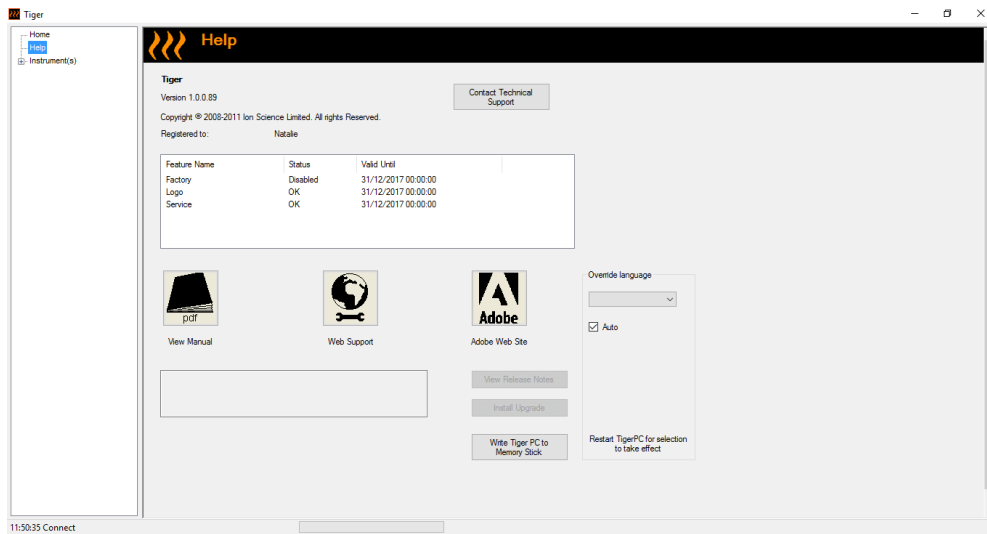 Tiger
Home
Help
Instrument(s)
Help
Tiger
Version 1.0.0.89
Contact Technical
Support
Copyright ® 2008-2011 Ion Science Limited. All rights Reserved.
Registered to: Natalie
Feature Name Status Valid Until
Factory Disabled 31/12/2017 00:00:00
Logo OK 31/12/2017 00:00:00
Service OK 31/12/2017 00:00:00
Override language
pdf
Adobe
Auto
View Manual Web Support Adobe Web Site
View Release Notes
Install Upgrade
Write Tiger PC to
Memory Stick
Restart TigerPC for selection
to take effect
11:50:35 Connect